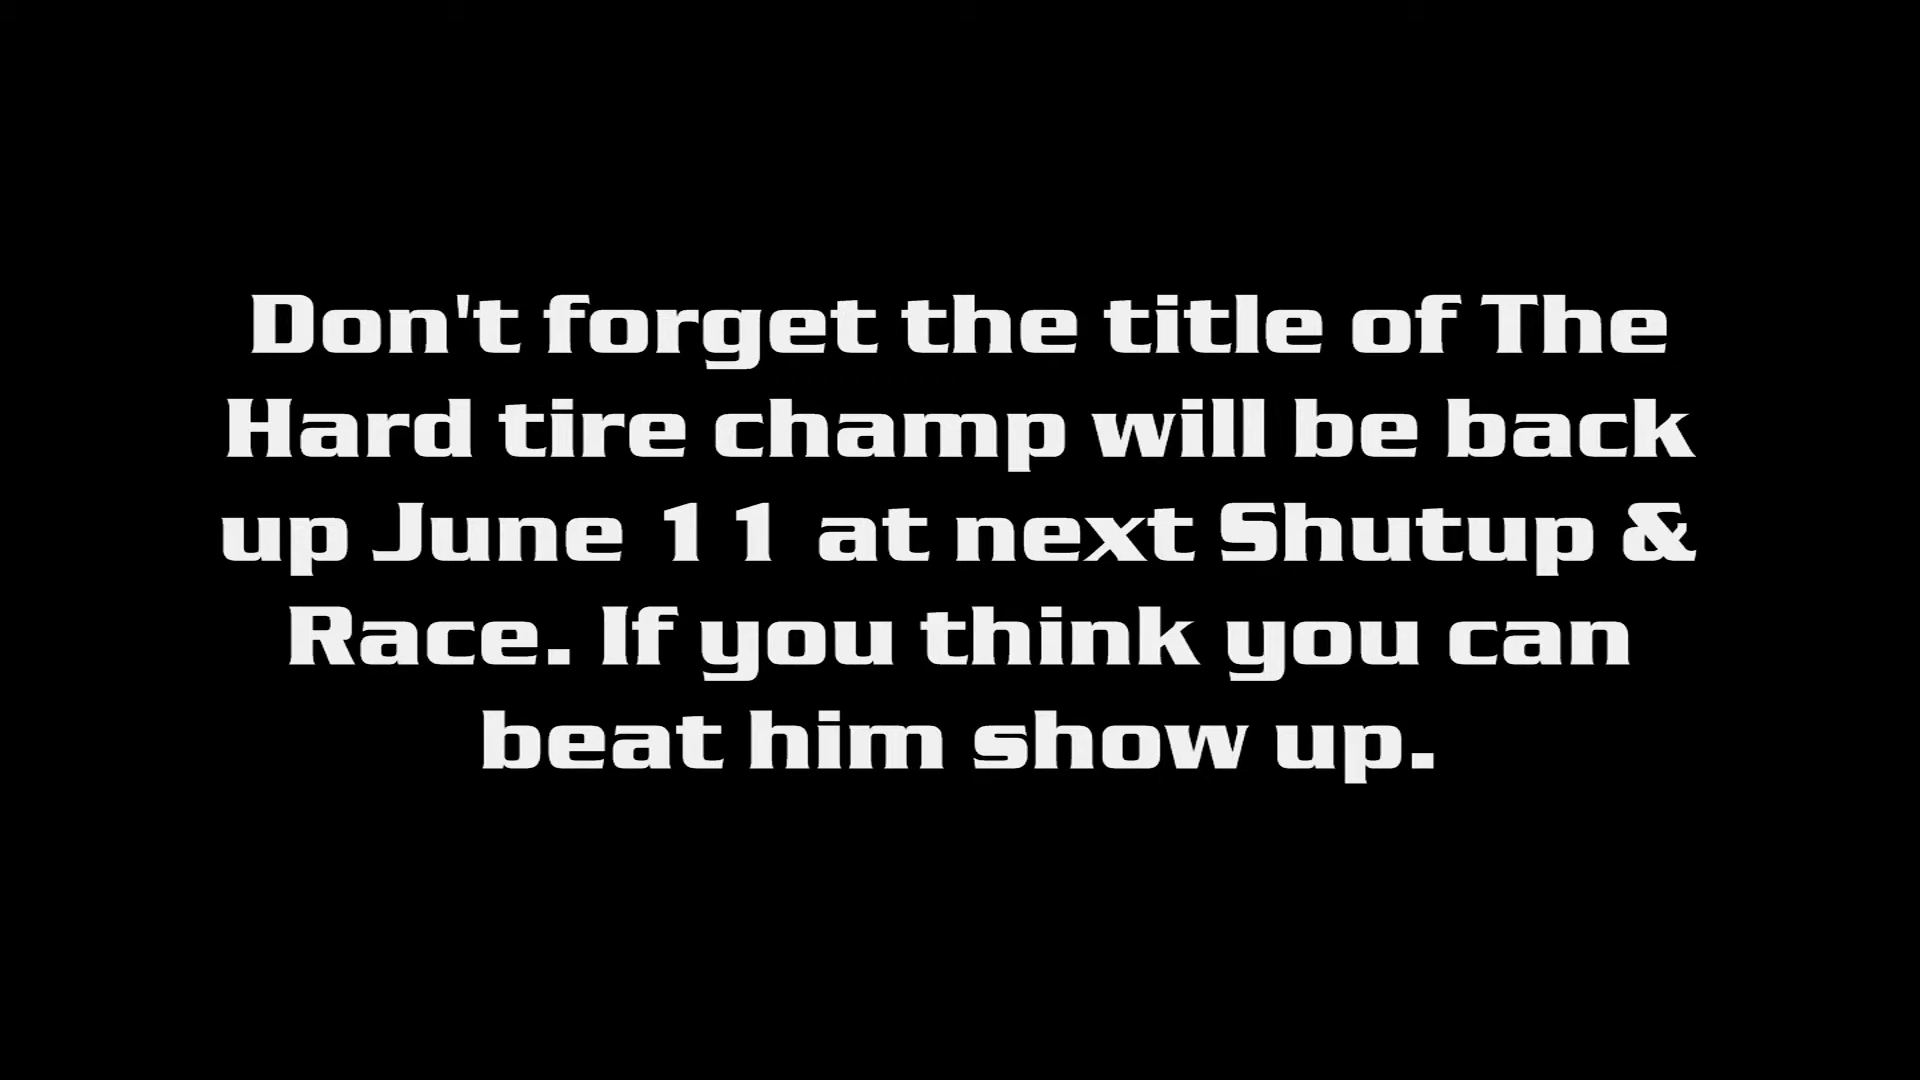 Don't forget the title of The
Hard tire champ will be back
up June 11 at next Shutup &
Race. If you think you can
beat him show up.